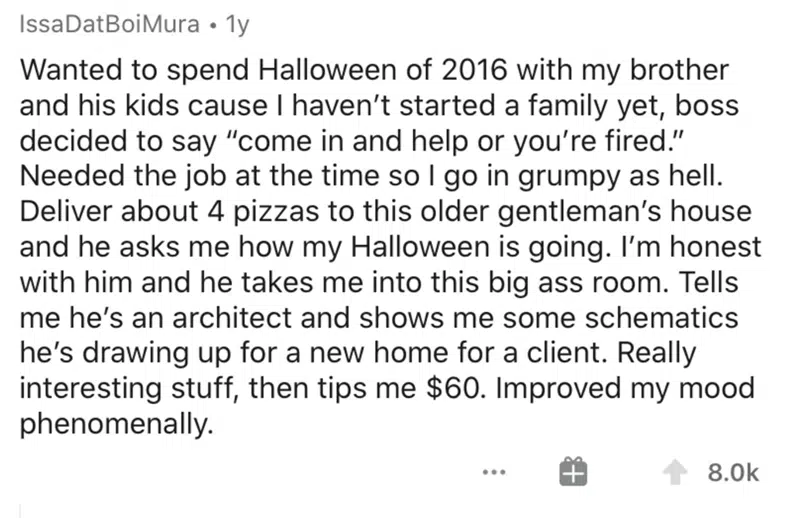 IssaDatBoiMura • 1y
Wanted to spend Halloween of 2016 with my brother
and his kids cause I haven’t started a family yet, boss
decided to say “come in and help or you’re fired.”
Needed the job at the time so I go in grumpy as hell.
Deliver about 4 pizzas to this older gentleman’s house
and he asks me how my Halloween is going. I’m honest
with him and he takes me into this big ass room. Tells
me he’s an architect and shows me some schematics
he’s drawing up for a new home for a client. Really
interesting stuff, then tips me $60. Improved my mood
phenomenally.
8.0k